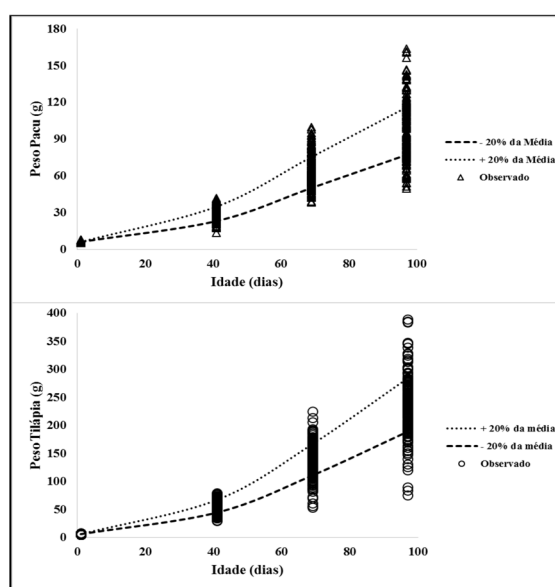 180
150
120
90
60
30
0
Peso Pacu (g)
0 20 40 60 80 100
Idade (dias)
- 20% da Média
+ 20% da Média
Observado
400
350
300
250
200
150
100
50
0
Peso Tilápia (g)
0 20 40 60 80 100
Idade (dias)
+ 20% da média
- 20% da média
Observado